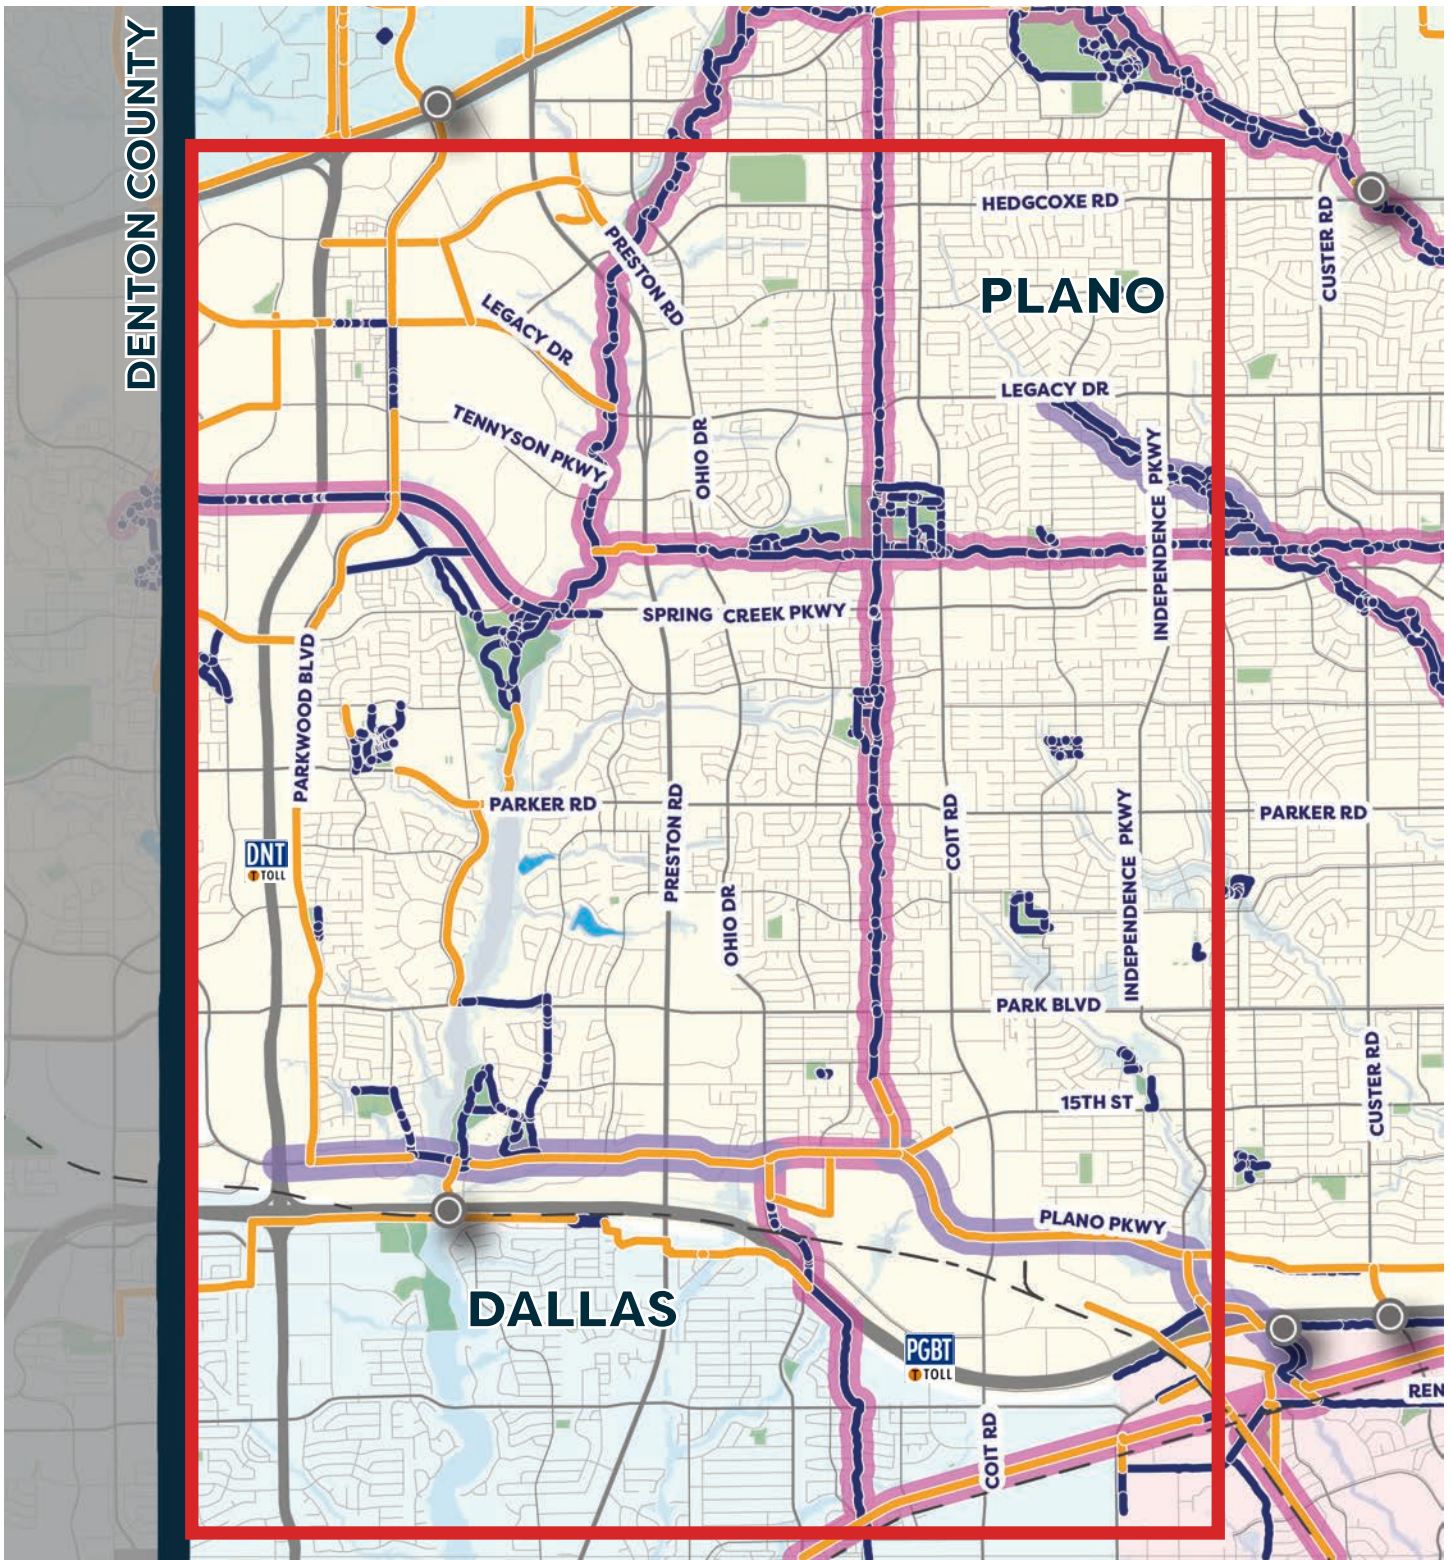 DENTON COUNTY
HEDGCOXE RD
CUSTER RD
PRESTON RD
PLANO
LEGACY DR
LEGACY DR
TENNYSON PKWY
OHIO DR
INDEPENDENCE PKWY
SPRING CREEK PKWY
PARKWOOD BLVD
PARKER RD
PRESTON RD
COIT RD
INDEPENDENCE PKWY
PARKER RD
DNT
TOLL
OHIO DR
PARK BLVD
CUSTER RD
15TH ST
PLANO PKWY
DALLAS
PGBT
TOLL
REN
COIT RD